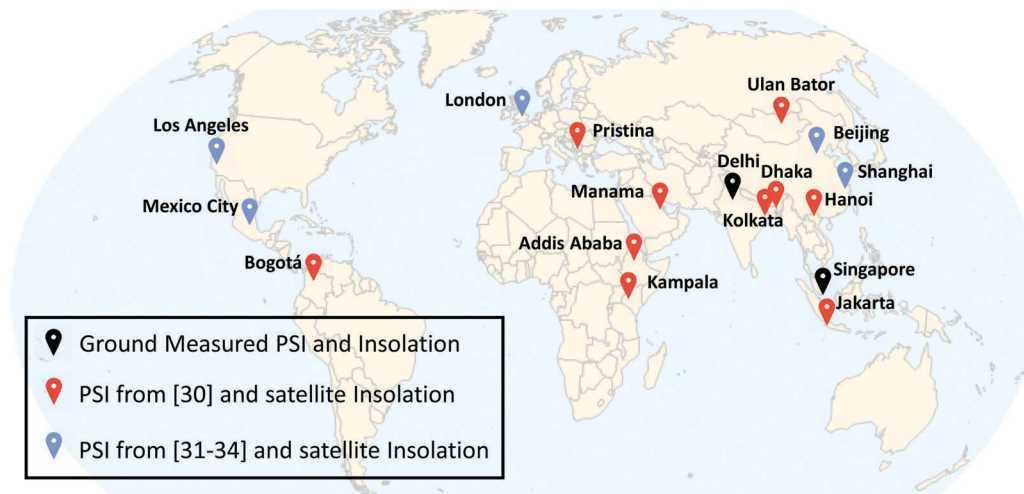 Ulan Bator
London
Los Angeles
Pristina
Beijing
Delhi
Dhaka
Shanghai
Manama
Mexico City
Hanoi
Kolkata
Addis Ababa
Bogotá
Singapore
Kampala
Jakarta
Ground Measured PSI and Insolation
PSI from [30] and satellite Insolation
PSI from [31-34] and satellite Insolation